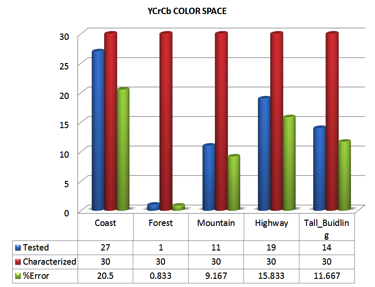 YCrCb COLOR SPACE
30
25
20
15
10
5
0
Coast Forest Mountain Highway Tall_Buidlin
g
Tested 27 1 11 19 14
Characterized 30 30 30 30 30
%Error 20.5 0.833 9.167 15.833 11.667